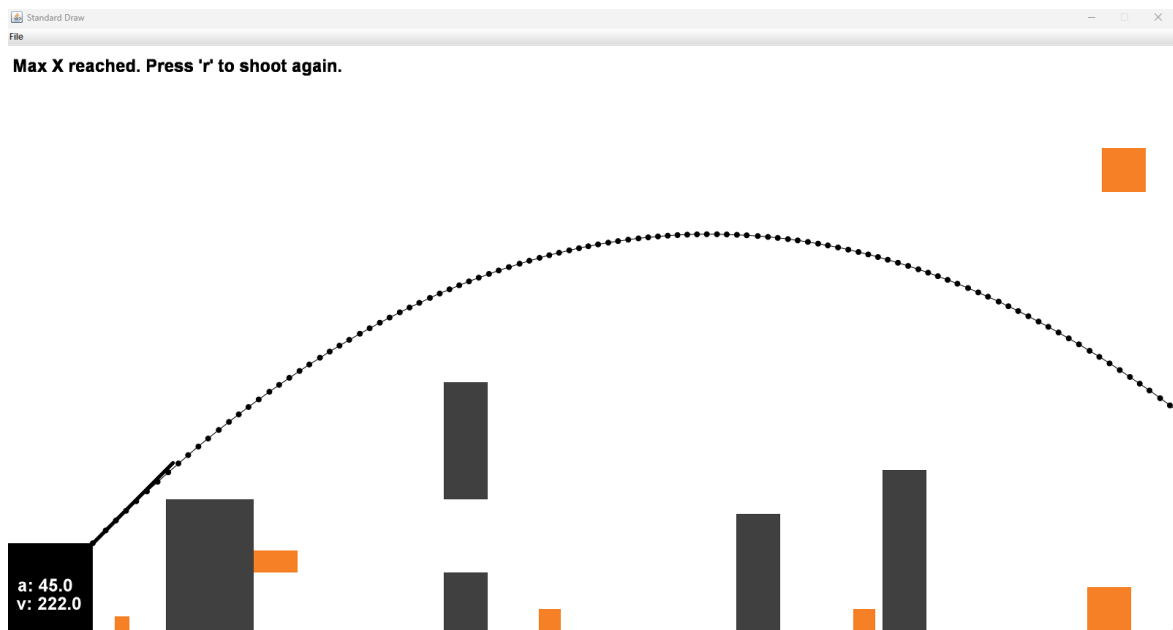 Standard Draw
File
Max X reached. Press 'r' to shoot again.
a: 45.0
v: 222.0